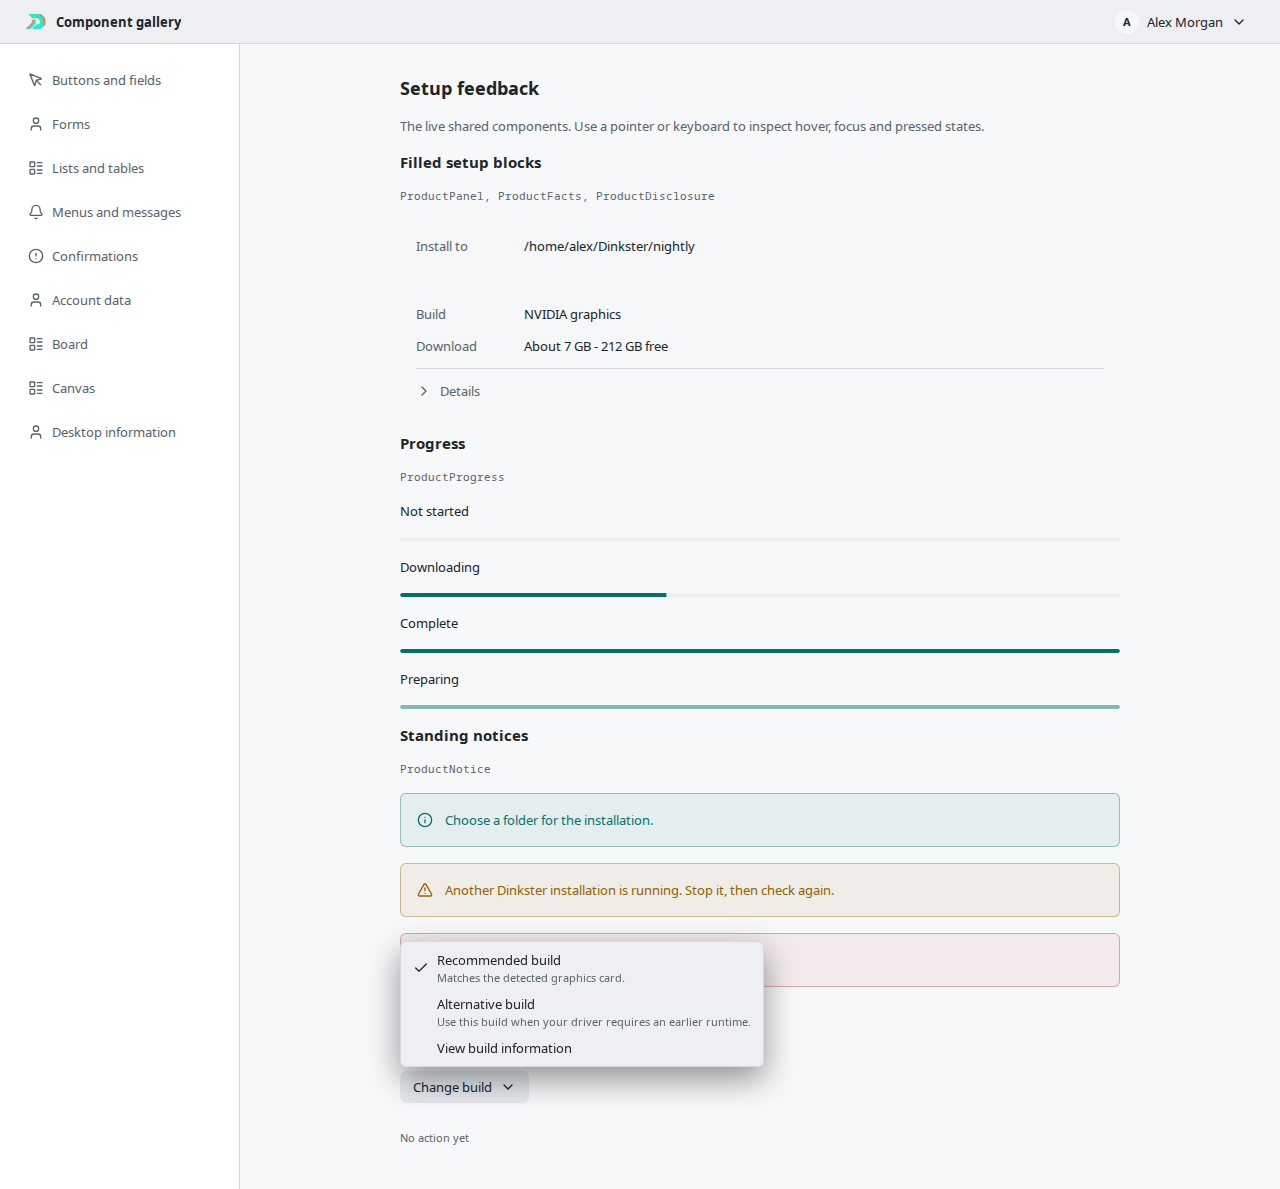 Component gallery
A
Alex Morgan
Buttons and fields
Forms
Lists and tables
Menus and messages
Confirmations
Account data
Board
Canvas
Desktop information
Setup feedback
The live shared components. Use a pointer or keyboard to inspect hover, focus and pressed states.
Filled setup blocks
ProductPanel, ProductFacts, ProductDisclosure
Install to /home/alex/Dinkster/nightly
Build NVIDIA graphics
Download About 7 GB - 212 GB free
Details
Progress
ProductProgress
Not started
Downloading
Complete
Preparing
Standing notices
ProductNotice
Choose a folder for the installation.
Another Dinkster installation is running. Stop it, then check again.
Recommended build
Matches the detected graphics card.
Alternative build
Use this build when your driver requires an earlier runtime.
View build information
Change build
No action yet